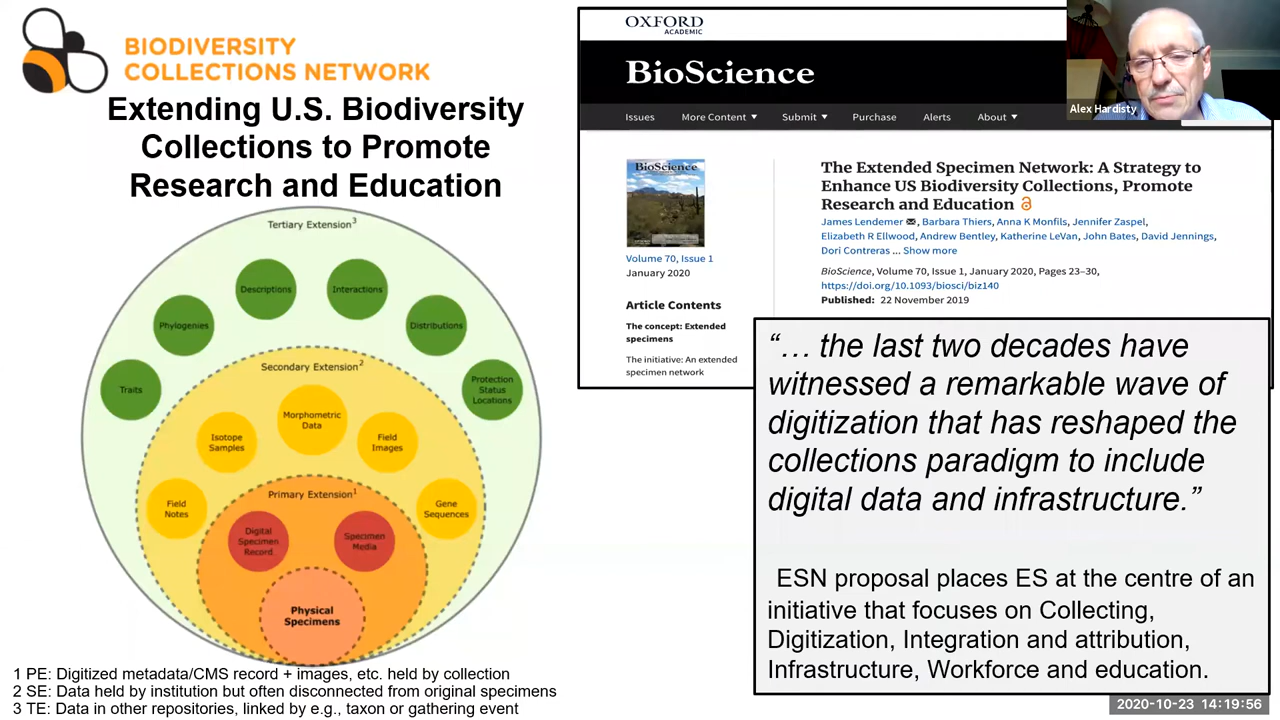 BIODIVERSITY
COLLECTIONS NETWORK
Extending U.S. Biodiversity
Collections to Promote
Research and Education
Tertiary Extension3
Descriptions
Interactions
Phylogenies
Distributions
Traits
Protection
Status
Locations
Secondary Extension2
Morphometric
Data
Isotope
Samples
Field
Images
Field
Notes
Gene
Sequences
Primary Extension1
Digital
Specimen
Record
Specimen
Media
Physical
Specimens
1 PE: Digitized metadata/CMS record + images, etc. held by collection
2 SE: Data held by institution but often disconnected from original specimens
3 TE: Data in other repositories, linked by e.g., taxon or gathering event
OXFORD
ACADEMIC
BioScience
Issues More Content ▼ Submit ▼ Purchase Alerts About ▼
Alex Hardisty
BioScience
Volume 70, Issue 1
January 2020
Article Contents
The concept: Extended
specimens
The initiative: An extended
specimen network
The Extended Specimen Network: A Strategy to
Enhance US Biodiversity Collections, Promote
Research and Education
James Lendemer ✉, Barbara Thiers, Anna K Monfils, Jennifer Zaspel,
Elizabeth R Ellwood, Andrew Bentley, Katherine LeVan, John Bates, David Jennings,
Dori Contreras ... Show more
BioScience, Volume 70, Issue 1, January 2020, Pages 23–30,
https://doi.org/10.1093/biosci/biz140
Published: 22 November 2019
“… the last two decades have
witnessed a remarkable wave of
digitization that has reshaped the
collections paradigm to include
digital data and infrastructure.”
ESN proposal places ES at the centre of an
initiative that focuses on Collecting,
Digitization, Integration and attribution,
Infrastructure, Workforce and education.
2020-10-23 14:19:56